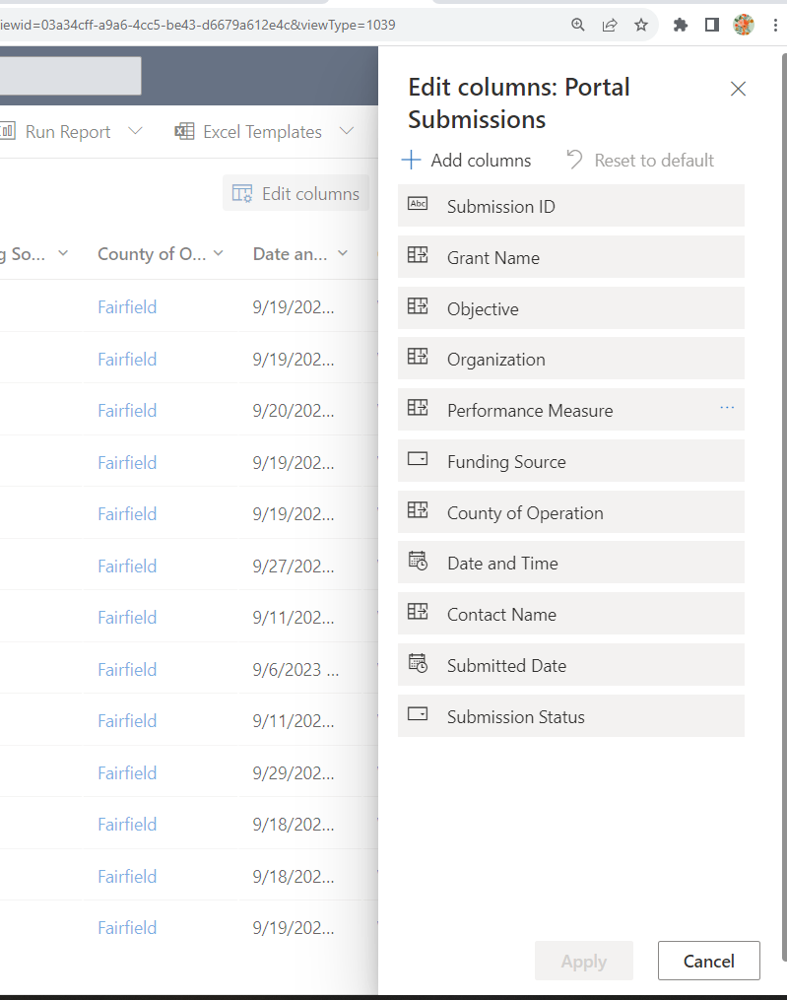 iewid=03a34cff-a9a6-4cc5-be43-d6679a612e4c&viewType=1039
Run Report
Excel Templates
Edit columns
g So...
County of O...
Date an...
Fairfield
9/19/202...
Fairfield
9/19/202...
Fairfield
9/20/202...
Fairfield
9/19/202...
Fairfield
9/19/202...
Fairfield
9/27/202...
Fairfield
9/11/202...
Fairfield
9/6/2023 ...
Fairfield
9/11/202...
Fairfield
9/29/202...
Fairfield
9/18/202...
Fairfield
9/18/202...
Fairfield
9/19/202...
Edit columns: Portal
Submissions
Add columns
Reset to default
Abc
Submission ID
Grant Name
Objective
Organization
Performance Measure
...
Funding Source
County of Operation
Date and Time
Contact Name
Submitted Date
Submission Status
Apply
Cancel